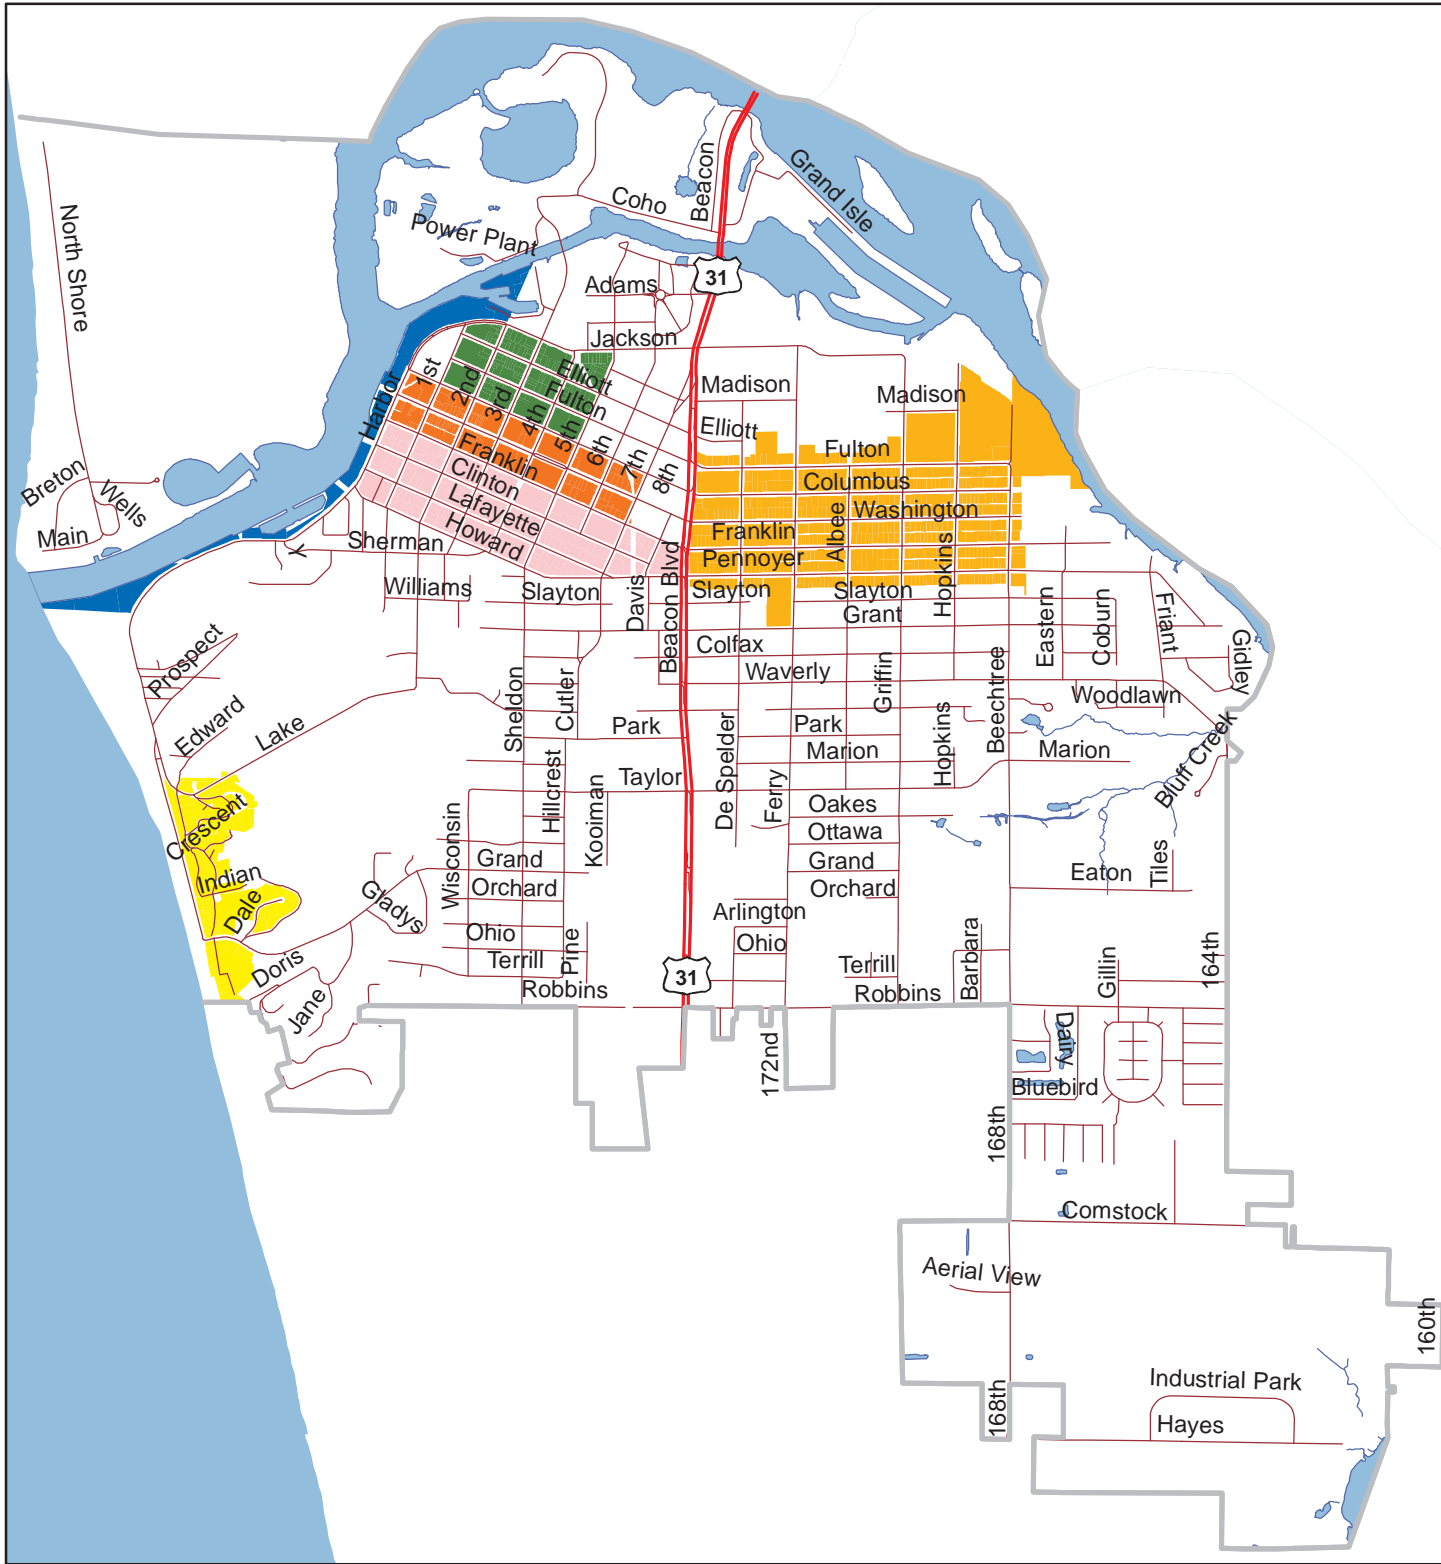 Beacon
Grand Isle
Coho
North Shore
Power Plant
31
Adams
Jackson
Elliott
1st
2nd
Madison
Madison
Harbor
3rd
Fulton
4th
Elliott
Franklin
5th
6th
7th
8th
Fulton
Clinton
Columbus
Breton
Wells
Lafayette
Albee
Washington
Main
Howard
Franklin
Sherman
Y
Pennoyer
Hopkins
Williams
Slayton
Davis
Beacon Blvd
Slayton
Slayton
Grant
Eastern
Coburn
Friant
Gidley
Prospect
Colfax
Waverly
Griffin
Beechtree
Woodlawn
Edward
Lake
Sheldon
Cutler
Park
De Spelder
Park
Marion
Hopkins
Marion
Bluff Creek
Taylor
Hillcrest
Kooiman
Ferry
Oakes
Crescent
Wisconsin
Ottawa
Grand
Grand
Eaton
Tiles
Indian
Orchard
Orchard
Dale
Gladys
Arlington
Ohio
Ohio
Pine
Barbara
164th
Doris
Terrill
Terrill
Gillin
31
Robbins
Robbins
Jane
Dairy
172nd
Bluebird
168th
Comstock
Aerial View
160th
Industrial Park
168th
Hayes